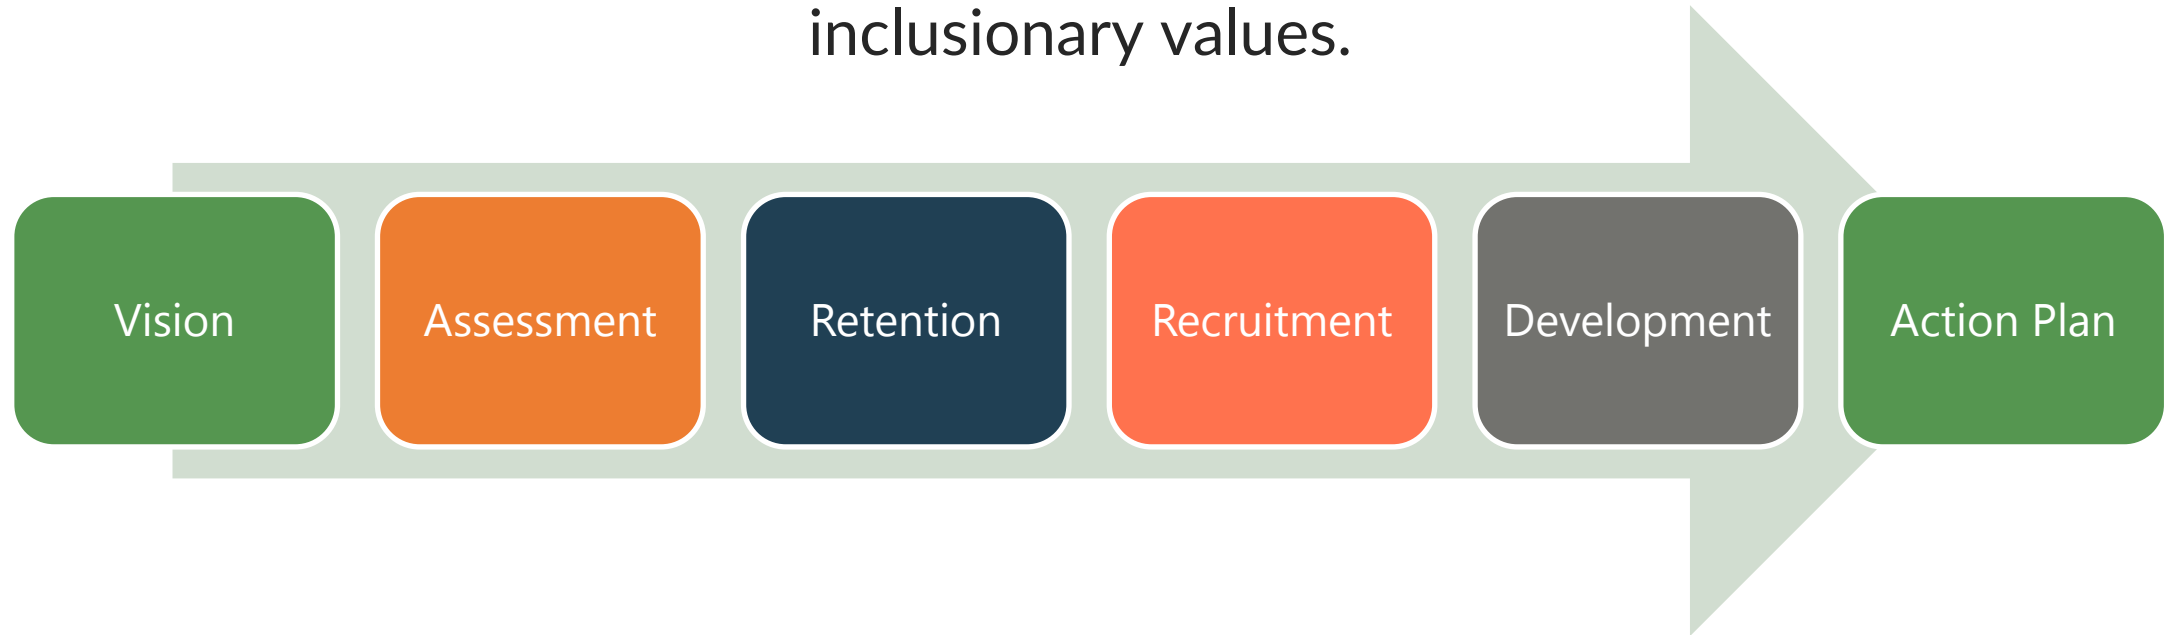 inclusionary values.
Vision
Assessment
Retention
Recruitment
Development
Action Plan